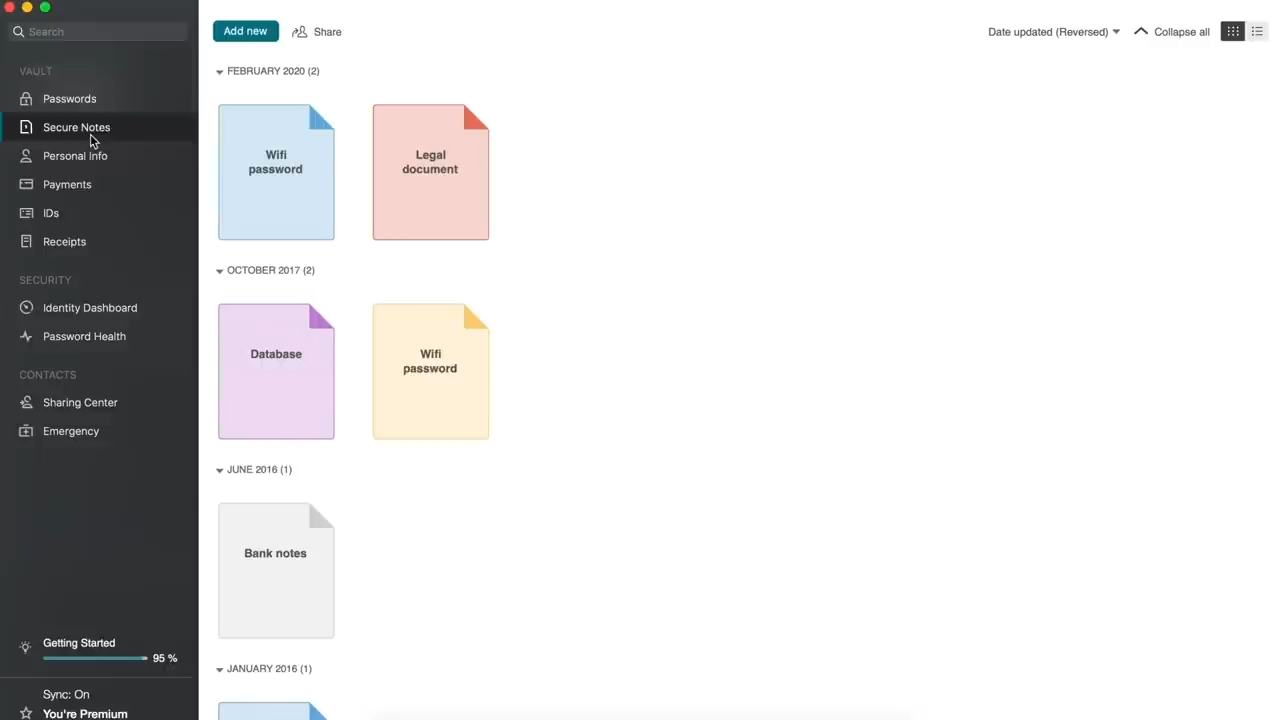 Search
VAULT
Passwords
Secure Notes
Personal Info
Payments
IDs
Receipts
SECURITY
Identity Dashboard
Password Health
CONTACTS
Sharing Center
Emergency
Getting Started
95 %
Sync: On
You're Premium
Add new
Share
Date updated (Reversed)
Collapse all
FEBRUARY 2020 (2)
Wifi
password
Legal
document
OCTOBER 2017 (2)
Database
Wifi
password
JUNE 2016 (1)
Bank notes
JANUARY 2016 (1)